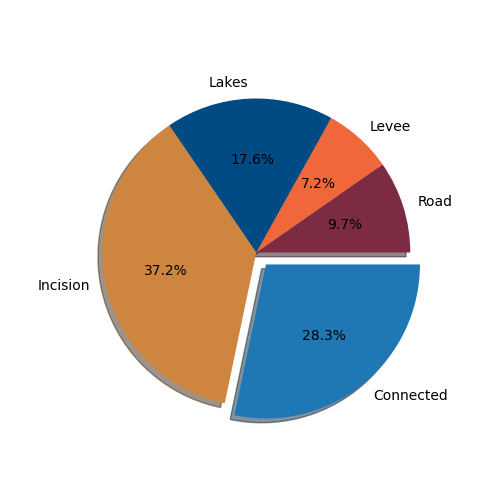 Lakes
Levee
17.6%
7.2%
Road
9.7%
37.2%
Incision
28.3%
Connected